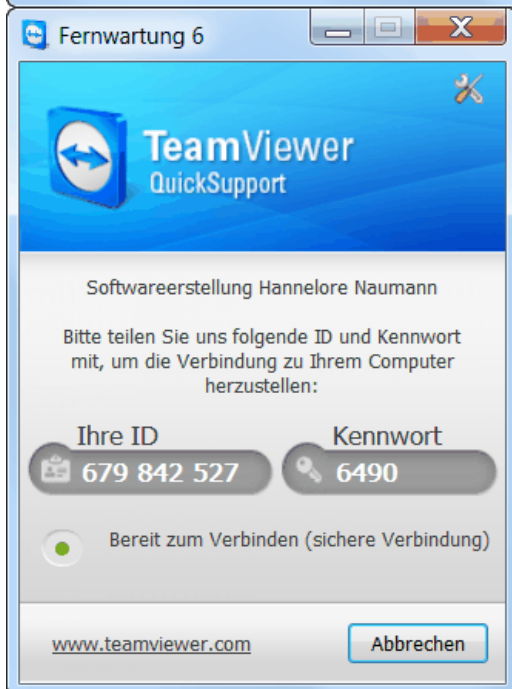 Fernwartung 6
TeamViewer
QuickSupport
Softwareerstellung Hannelore Naumann
Bitte teilen Sie uns folgende ID und Kennwort
mit, um die Verbindung zu Ihrem Computer
herzustellen:
Ihre ID Kennwort
679 842 527 6490
Bereit zum Verbinden (sichere Verbindung)
www.teamviewer.com Abbrechen